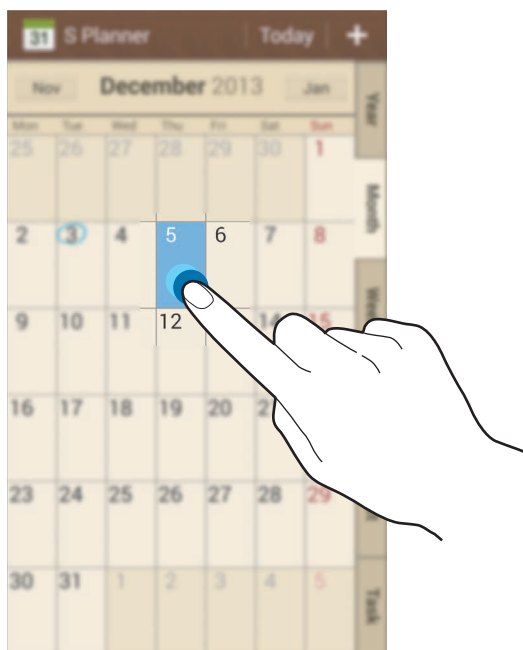 31 S Planner Today +
Nov December 2013 Jan
Mon Tue Wed Thu Fri Sat Sun
25 26 27 28 29 30 1
2 3 4 5 6 7 8
9 10 11 12 14 15
16 17 18 19 20
23 24 25 26 27 28 29
30 31 1 2 3 4 5
Year
Month
Task